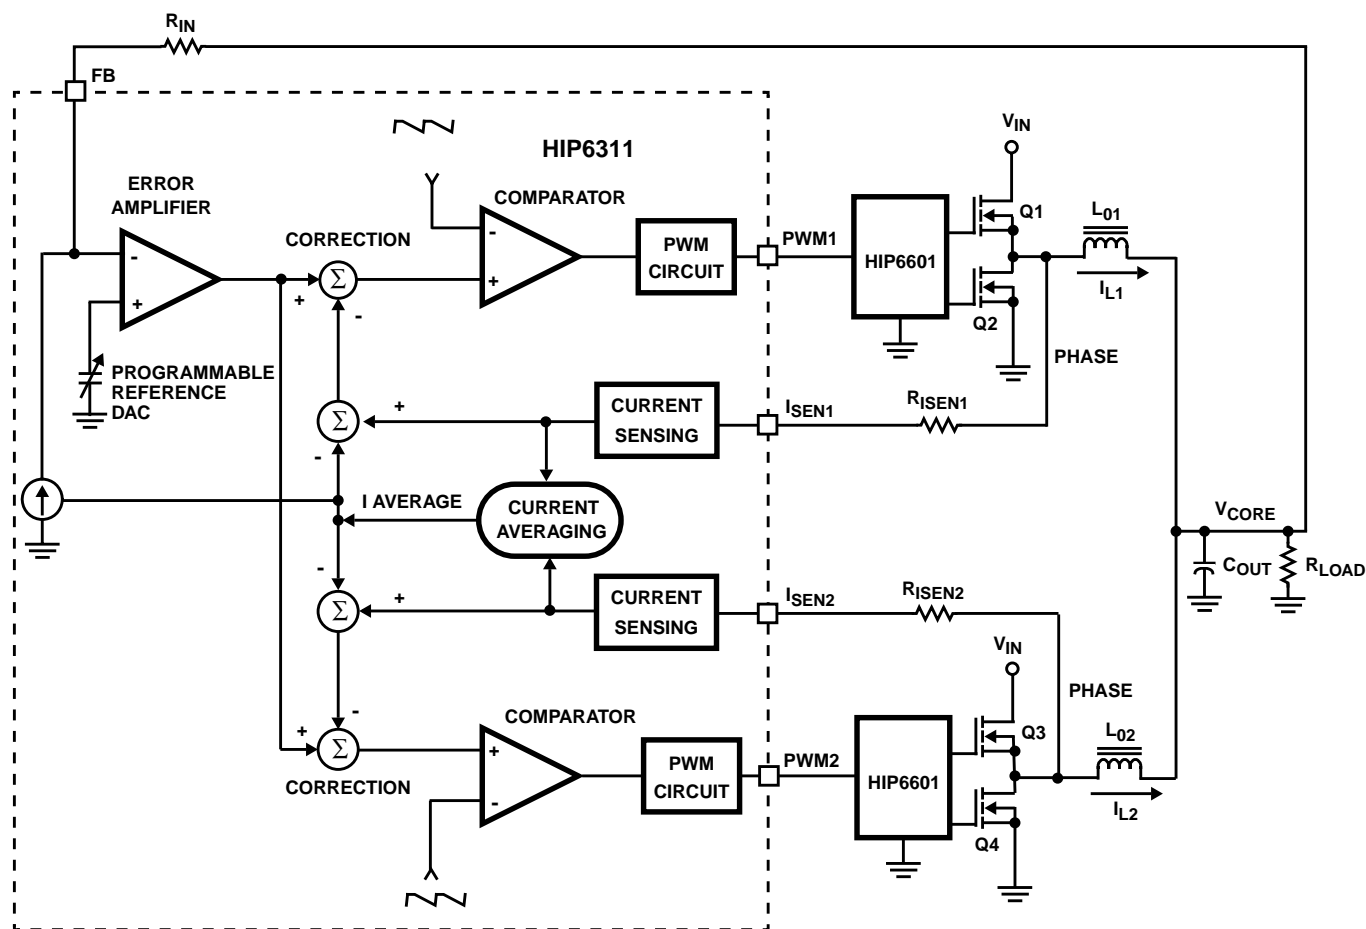 RIN
FB
HIP6311
VIN
ERROR
AMPLIFIER
COMPARATOR
CORRECTION
-
+
Σ
+
-
-
+
PWM
CIRCUIT
PWM1
HIP6601
Q1
Q2
L01
IL1
PHASE
PROGRAMMABLE
REFERENCE
DAC
Σ
+
-
CURRENT
SENSING
ISEN1
RISEN1
I AVERAGE
CURRENT
AVERAGING
VCORE
COUT
RLOAD
-
Σ
+
CURRENT
SENSING
ISEN2
RISEN2
VIN
PHASE
COMPARATOR
+
-
Σ
CORRECTION
+
-
PWM
CIRCUIT
PWM2
HIP6601
Q3
Q4
L02
IL2